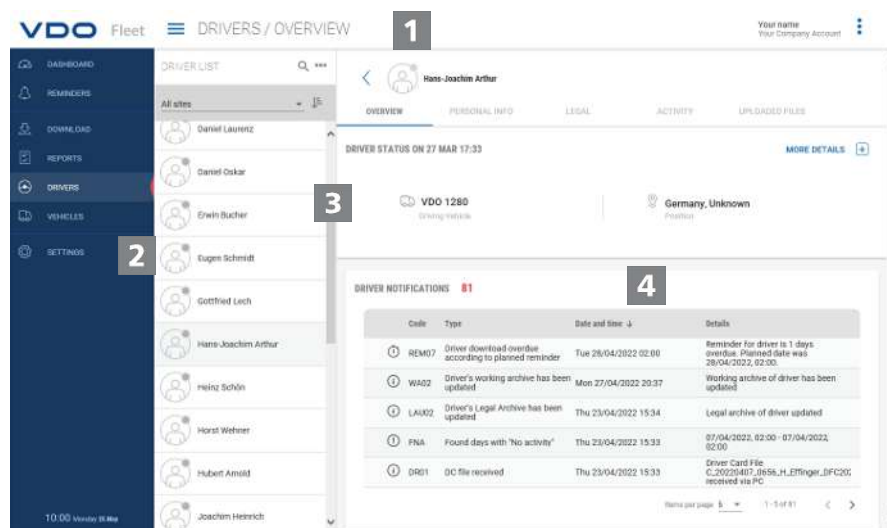 VDO Fleet
DRIVERS / OVERVIEW
1
Your name
Your Company Account
DASHBOARD
REMINDERS
DOWNLOAD
REPORTS
DRIVERS
VEHICLES
SETTINGS
2
10:00 Monday
DRIVER LIST
All sites
Daniel Laurenz
Daniel Oskar
Erwin Bucher
3
Eugen Schmidt
Gottfried Lech
Hans-Joachim Arthur
Heinz Schön
Horst Wehner
Hubert Arnold
Joachim Heinrich
Hans-Joachim Arthur
OVERVIEW PERSONAL INFO LEGAL ACTIVITY UPLOADED FILES
DRIVER STATUS ON 27 MAR 17:33
MORE DETAILS
VDO 1280
Driving Vehicle
Germany, Unknown
Position
DRIVER NOTIFICATIONS 81
4
Code Type Date and time ↓ Details
REM07 Driver download overdue according to planned reminder Tue 28/04/2022 02:00 Reminder for driver is 1 days overdue. Planned date was 28/04/2022, 02:00.
WA02 Driver's working archive has been updated Mon 27/04/2022 20:37 Working archive of driver has been updated
LAU02 Driver's Legal Archive has been updated Thu 23/04/2022 15:34 Legal archive of driver updated
FNA Found days with "No activity" Thu 23/04/2022 15:33 07/04/2022, 02:00 - 07/04/2022, 02:00
DR01 DC file received Thu 23/04/2022 15:33 Driver Card File C_20220407_0656_H_Effinger_DFC20 received via PC
Items per page 5 1 - 5 of 81